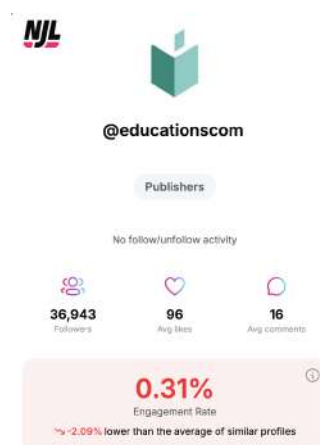 NJL
@educationscom
Publishers
No follow/unfollow activity
36,943 96 16
Followers Avg likes Avg comments
0.31%
Engagement Rate
-2.09% lower than the average of similar profiles